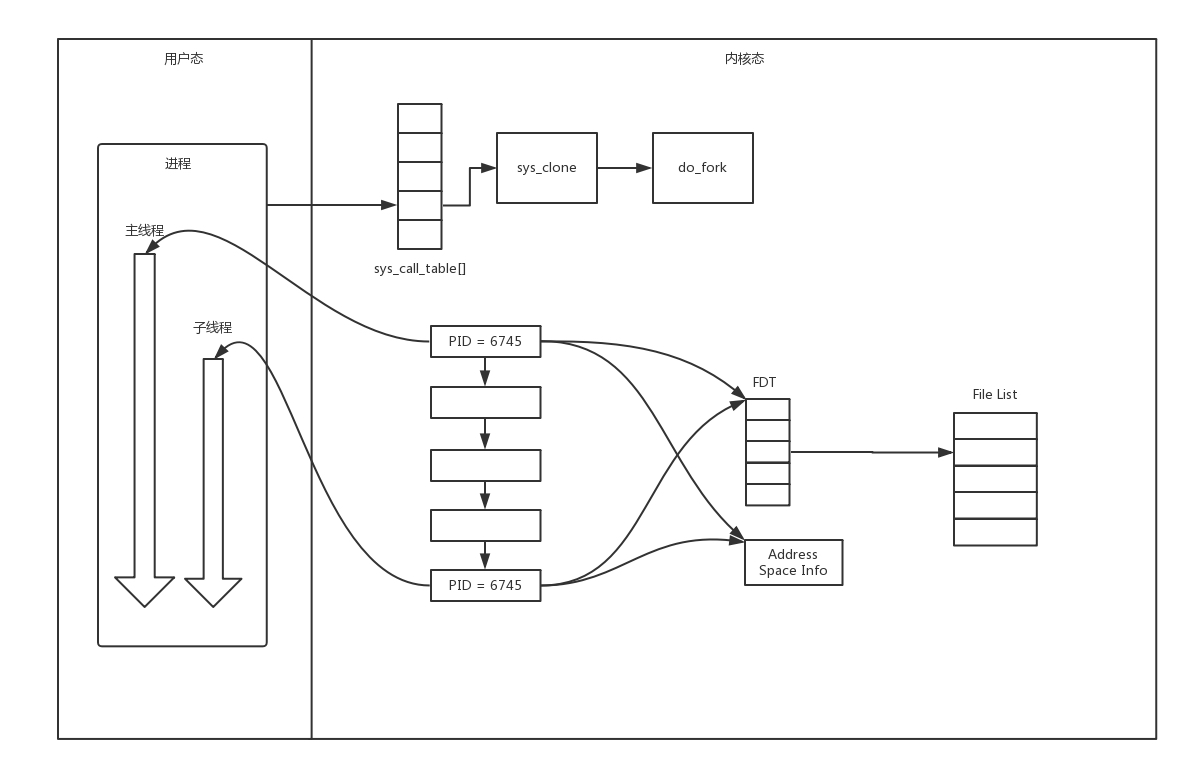 用户态
内核态
进程
sys_clone
do_fork
主线程
sys_call_table[]
子线程
PID = 6745
FDT
File List
Address
Space Info
PID = 6745